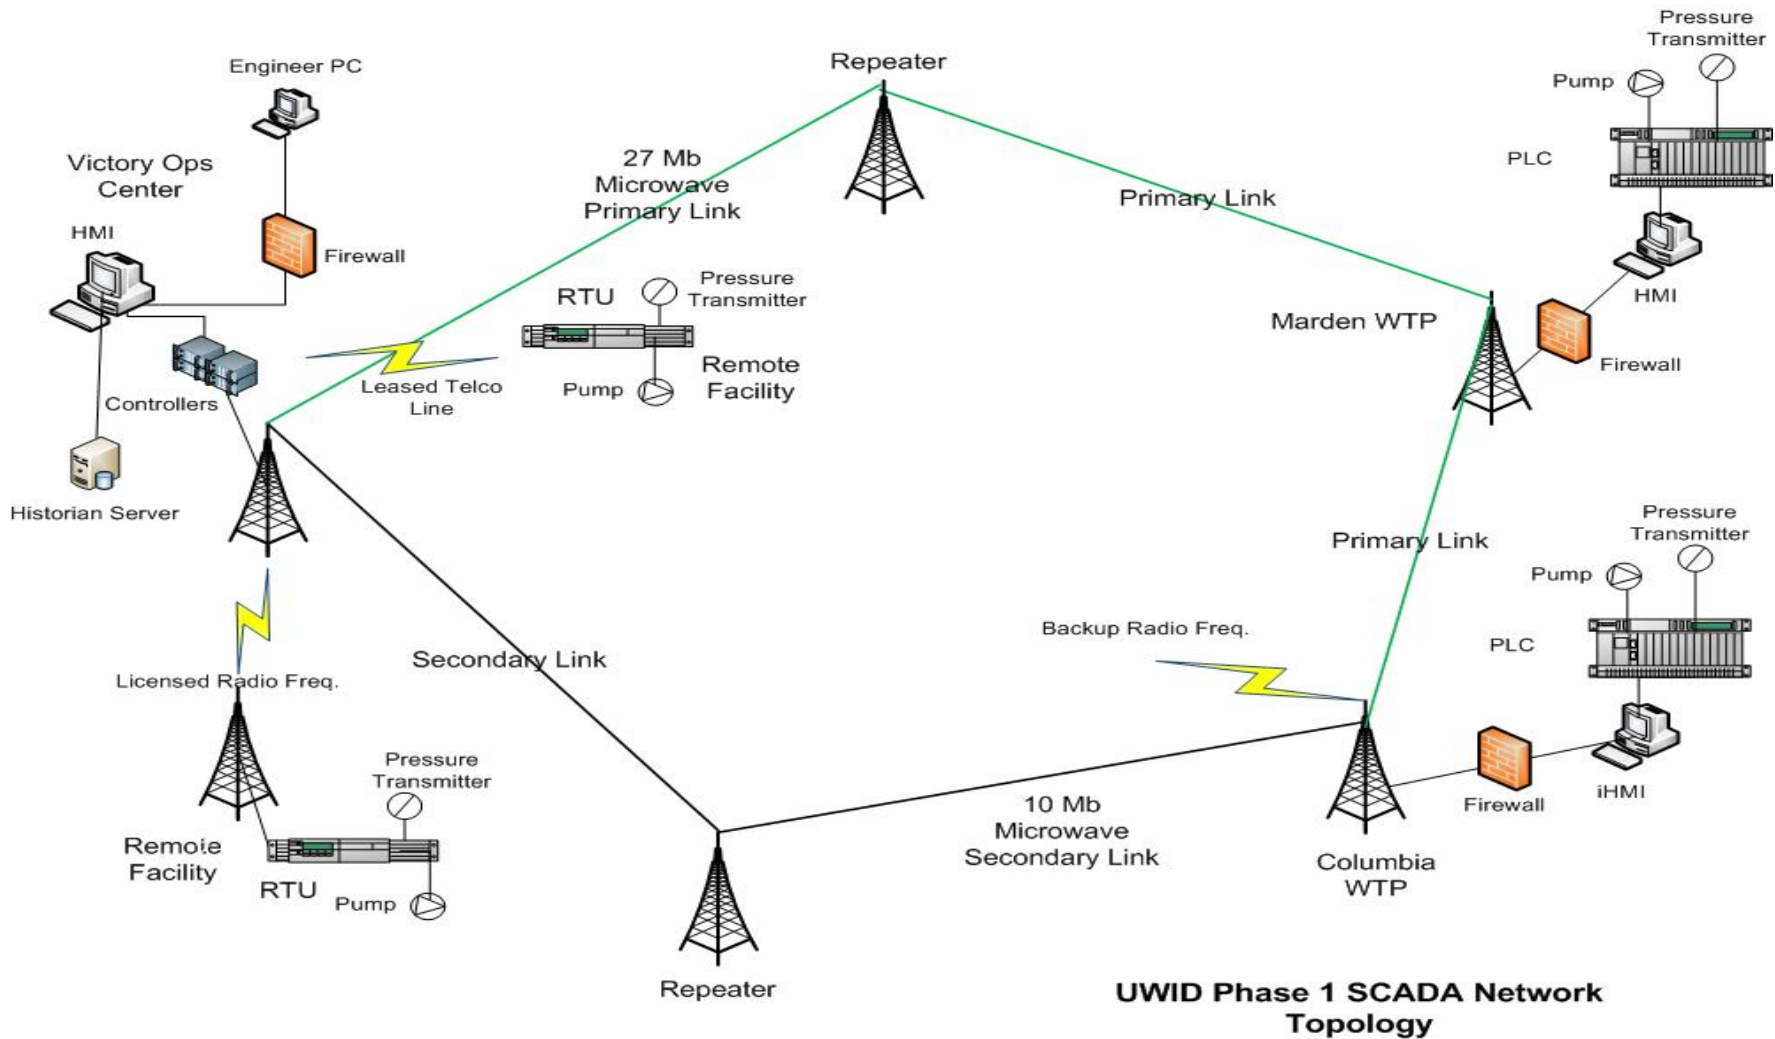 Engineer PC
Victory Ops
Center
HMI
Firewall
Controllers
Historian Server
Repeater
27 Mb
Microwave
Primary Link
Primary Link
RTU
Pressure
Transmitter
Pump
Remote
Facility
Leased Telco
Line
Pressure
Transmitter
Pump
PLC
HMI
Marden WTP
Firewall
Primary Link
Pressure
Transmitter
Pump
PLC
Backup Radio Freq.
Firewall
iHMI
Columbia
WTP
Secondary Link
Licensed Radio Freq.
Pressure
Transmitter
Remote
Facility
RTU
Pump
10 Mb
Microwave
Secondary Link
Repeater
UWID Phase 1 SCADA Network
Topology